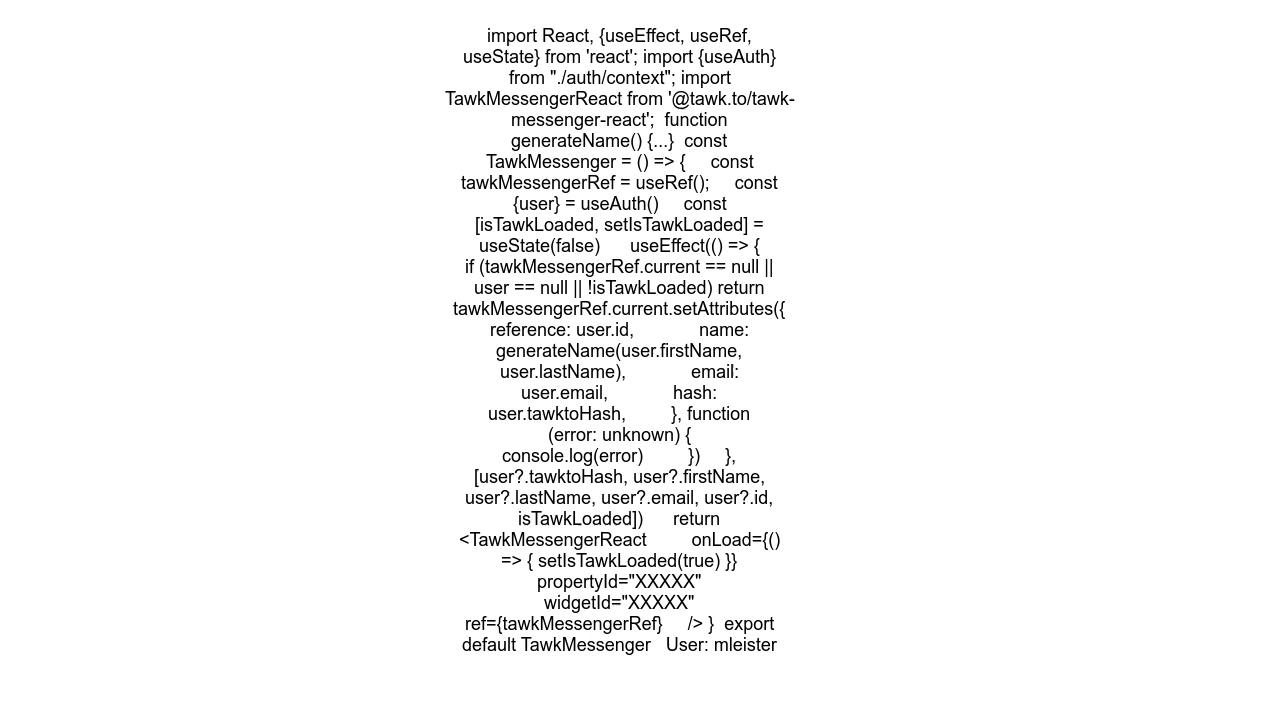 import React, {useEffect, useRef,
useState} from 'react'; import {useAuth}
from "./auth/context"; import
TawkMessengerReact from '@tawk.to/tawk-
messenger-react';  function
generateName() {...}  const
TawkMessenger = () => {     const
tawkMessengerRef = useRef();     const
{user} = useAuth()     const
[isTawkLoaded, setIsTawkLoaded] =
useState(false)      useEffect(() => {
if (tawkMessengerRef.current == null ||
user == null || !isTawkLoaded) return
tawkMessengerRef.current.setAttributes({
reference: user.id,             name:
generateName(user.firstName,
user.lastName),             email:
user.email,             hash:
user.tawktoHash,         }, function
(error: unknown) {
console.log(error)         })     },
[user?.tawktoHash, user?.firstName,
user?.lastName, user?.email, user?.id,
isTawkLoaded])      return
<TawkMessengerReact         onLoad={()
=> { setIsTawkLoaded(true) }}
propertyId="XXXXX"
widgetId="XXXXX"
ref={tawkMessengerRef}     /> }  export
default TawkMessenger   User: mleister